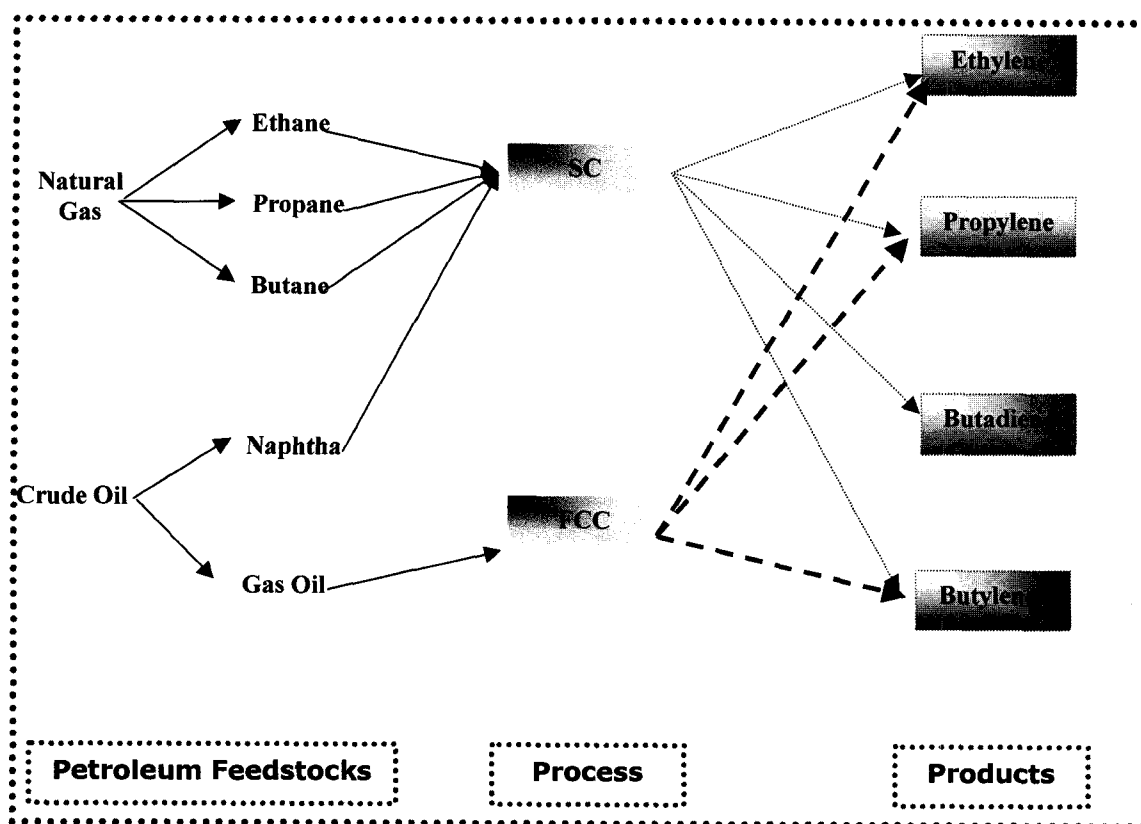 Ethylene
Ethane
SC
Natural
Gas
Propane
Propylene
Butane
Butadiene
Naphtha
Crude Oil
FCC
Gas Oil
Butylene
Petroleum Feedstocks
Process
Products